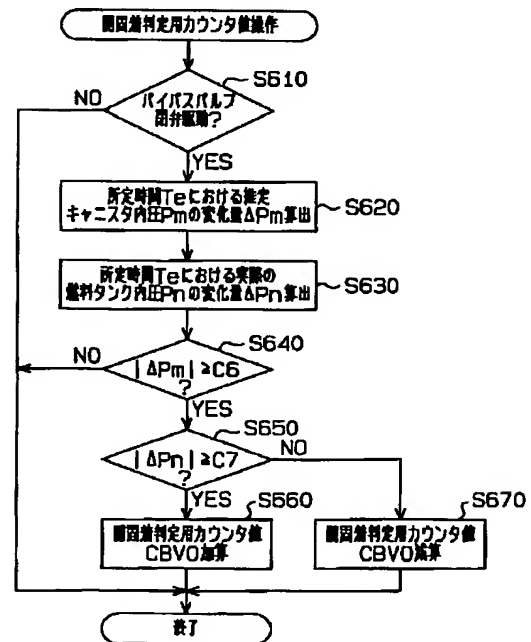 開固着判定用カウンタ値操作
S610
NO
バイパスバルブ
閉弁駆動?
YES
所定時間Teにおける推定
キャニスタ内圧Pmの変化量ΔPm算出
S620
所定時間Teにおける実際の
燃料タンク内圧Pnの変化量ΔPn算出
S630
S640
NO
|ΔPm|≧C6
?
YES
S650
NO
|ΔPn|≧C7
?
YES
S660
S670
開固着判定用カウンタ値
CBVO加算
開固着判定用カウンタ値
CBVO減算
終了